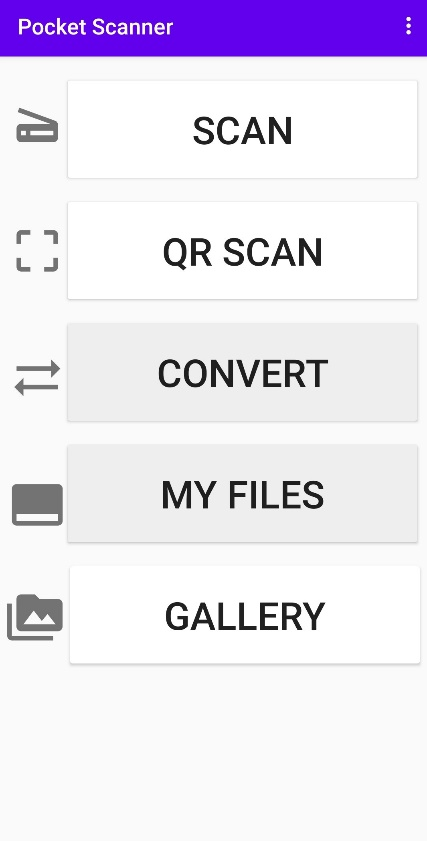 Pocket Scanner
SCAN
QR SCAN
CONVERT
MY FILES
GALLERY